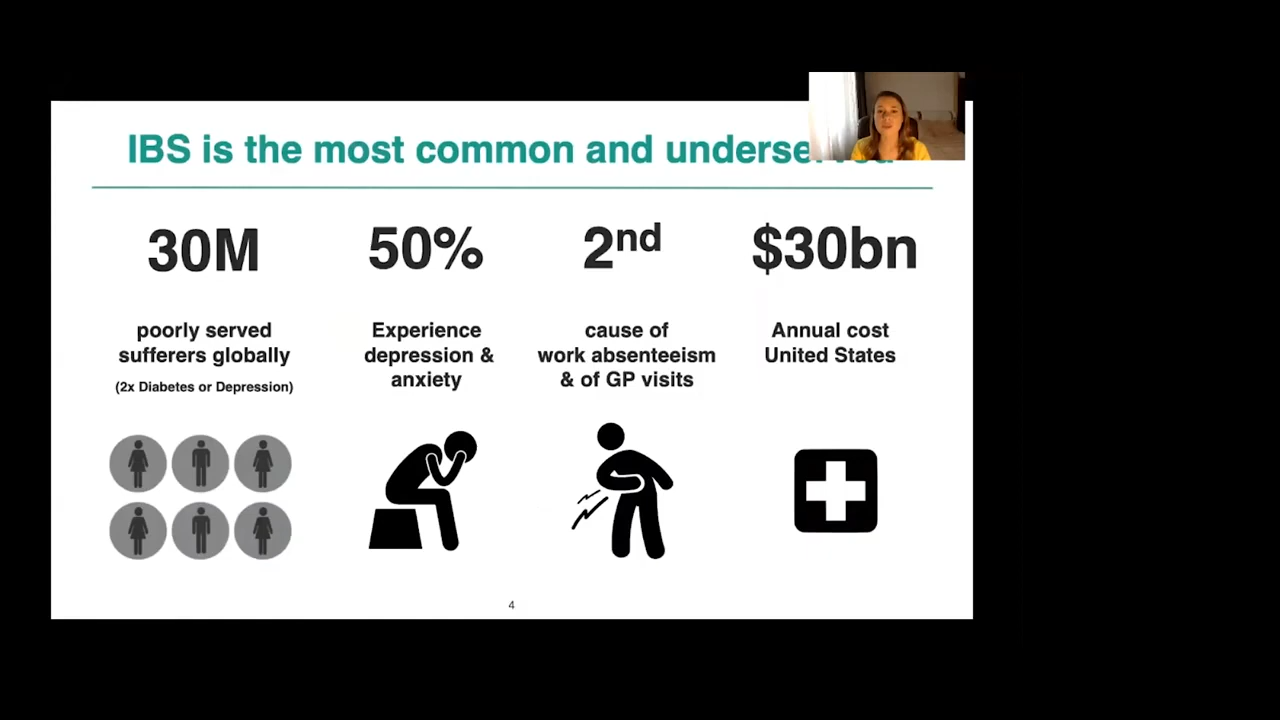 IBS is the most common and
30M
poorly served
sufferers globally
(2x Diabetes or Depression)
50%
Experience
depression &
anxiety
2nd
cause of
work absenteeism
& of GP visits
$30bn
Annual cost
United States
4